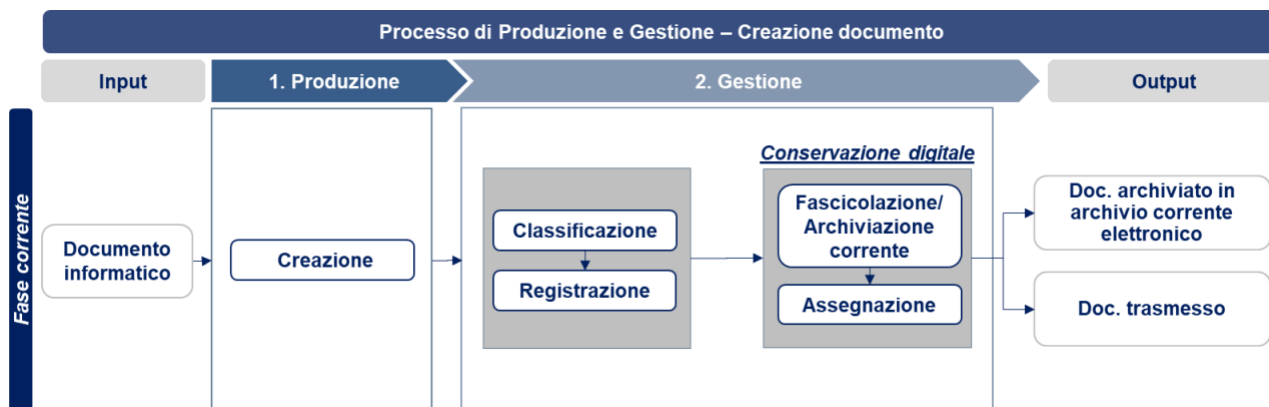 Processo di Produzione e Gestione – Creazione documento
Input
1. Produzione
2. Gestione
Output
Fase corrente
Documento
informatico
Creazione
Classificazione
Registrazione
Conservazione digitale
Fascicolazione/
Archiviazione
corrente
Assegnazione
Doc. archiviato in
archivio corrente
elettronico
Doc. trasmesso